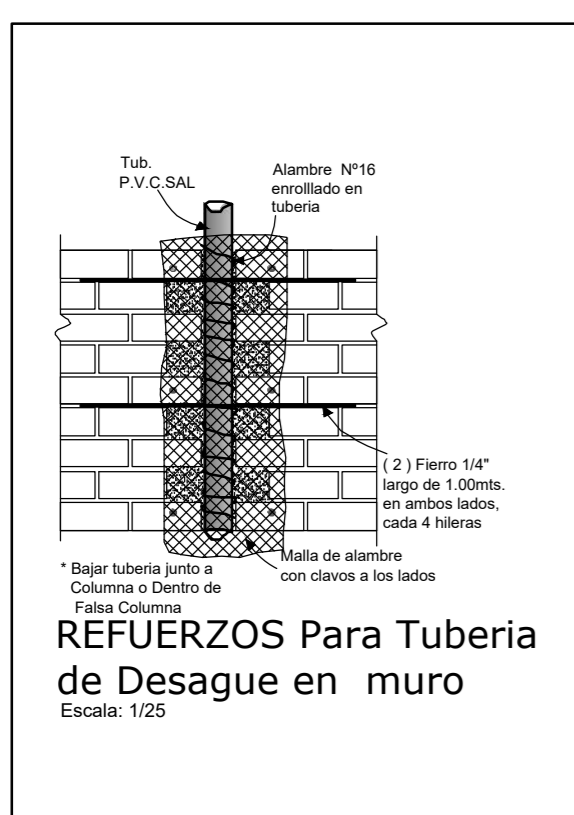 Tub.
P.V.C.SAL
Alambre Nº16
enrolllado en
tuberia
( 2 ) Fierro 1/4"
largo de 1.00mts.
en ambos lados,
cada 4 hileras
Malla de alambre
con clavos a los lados
* Bajar tuberia junto a
Columna o Dentro de
Falsa Columna
REFUERZOS Para Tuberia
de Desague en muro
Escala: 1/25